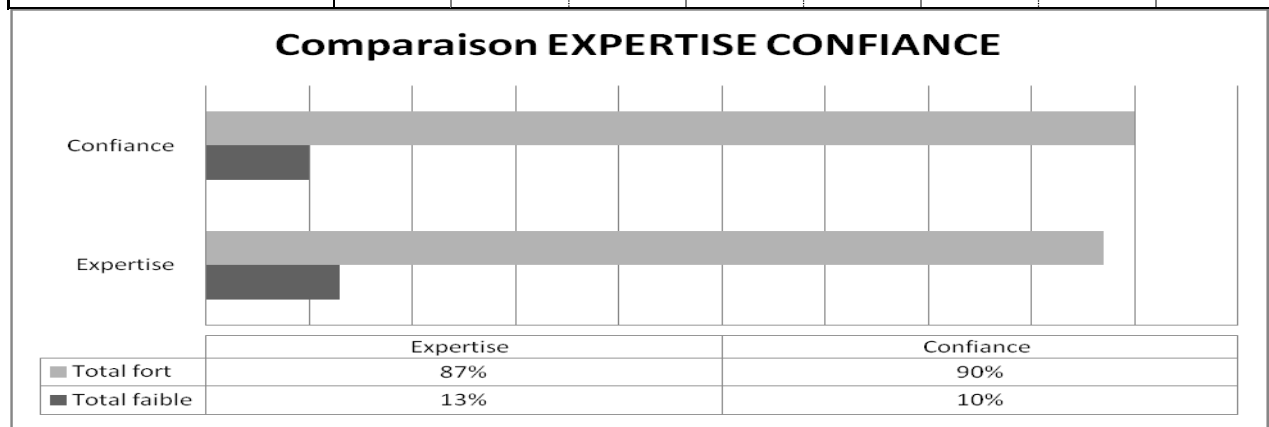 Comparaison EXPERTISE CONFIANCE
Confiance
Expertise
Expertise Confiance
Total fort 87% 90%
Total faible 13% 10%